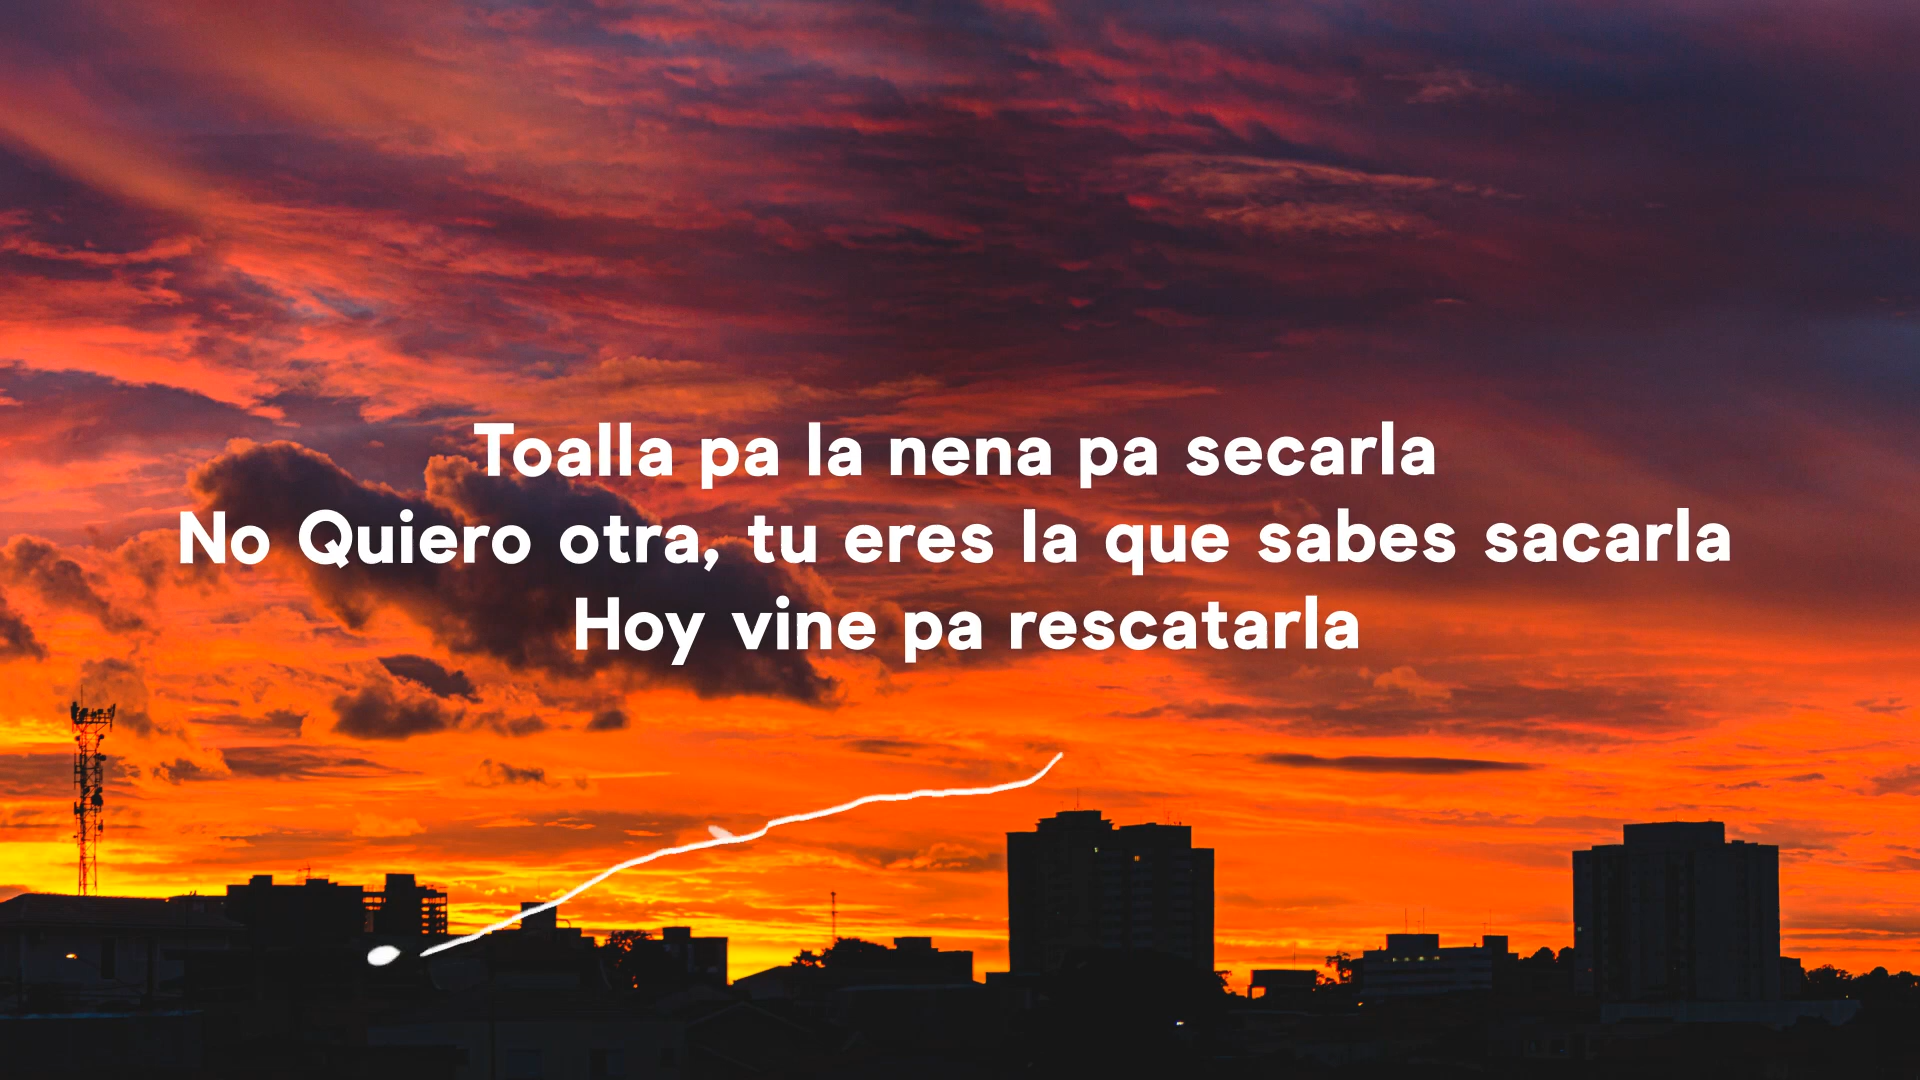 Toalla pa la nena pa secarla
No Quiero otra, tu eres la que sabes sacarla
Hoy vine pa rescatarla